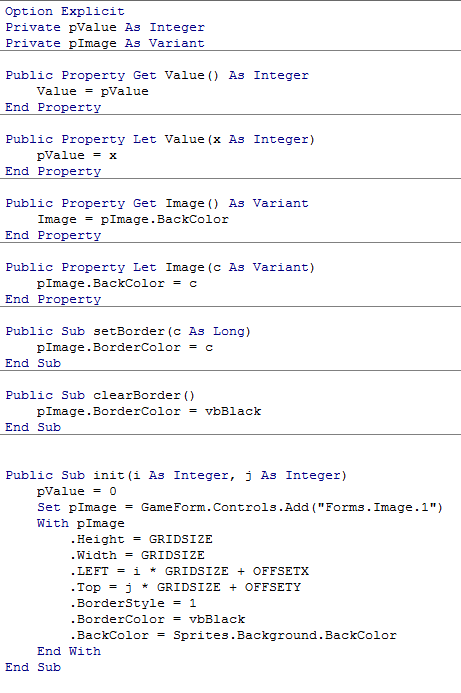 Option Explicit
Private pValue As Integer
Private pImage As Variant
Public Property Get Value() As Integer
    Value = pValue
End Property
Public Property Let Value(x As Integer)
    pValue = x
End Property
Public Property Get Image() As Variant
    Image = pImage.BackColor
End Property
Public Property Let Image(c As Variant)
    pImage.BackColor = c
End Property
Public Sub setBorder(c As Long)
    pImage.BorderColor = c
End Sub
Public Sub clearBorder()
    pImage.BorderColor = vbBlack
End Sub
Public Sub init(i As Integer, j As Integer)
    pValue = 0
    Set pImage = GameForm.Controls.Add("Forms.Image.1")
    With pImage
        .Height = GRIDSIZE
        .Width = GRIDSIZE
        .LEFT = i * GRIDSIZE + OFFSETX
        .Top = j * GRIDSIZE + OFFSETY
        .BorderStyle = 1
        .BorderColor = vbBlack
        .BackColor = Sprites.Background.BackColor
    End With
End Sub